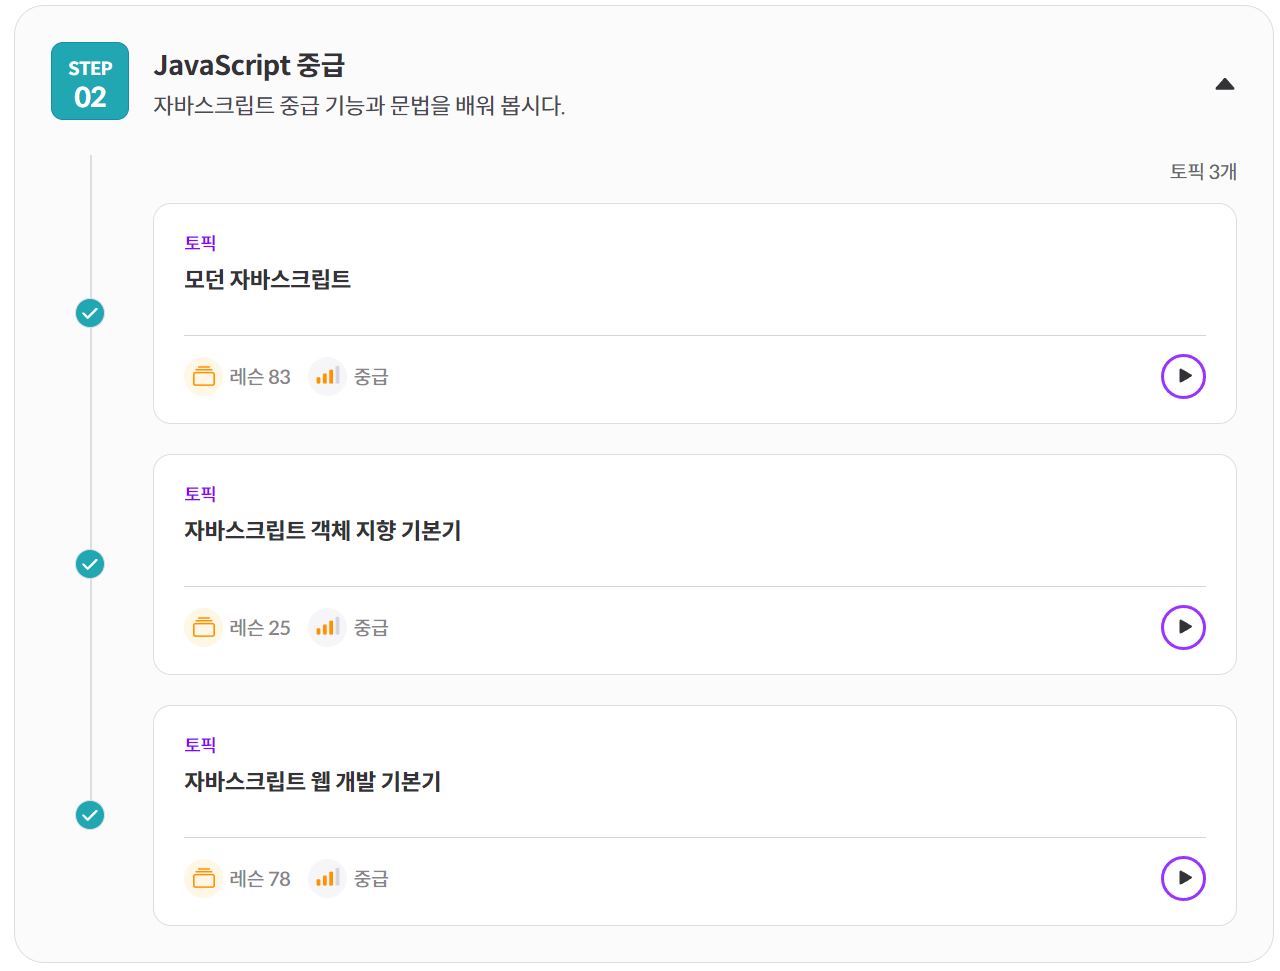 STEP
02
JavaScript 중급
자바스크립트 중급 기능과 문법을 배워 봅시다.
토픽 3개
토픽
모던 자바스크립트
레슨 83 중급
토픽
자바스크립트 객체 지향 기본기
레슨 25 중급
토픽
자바스크립트 웹 개발 기본기
레슨 78 중급